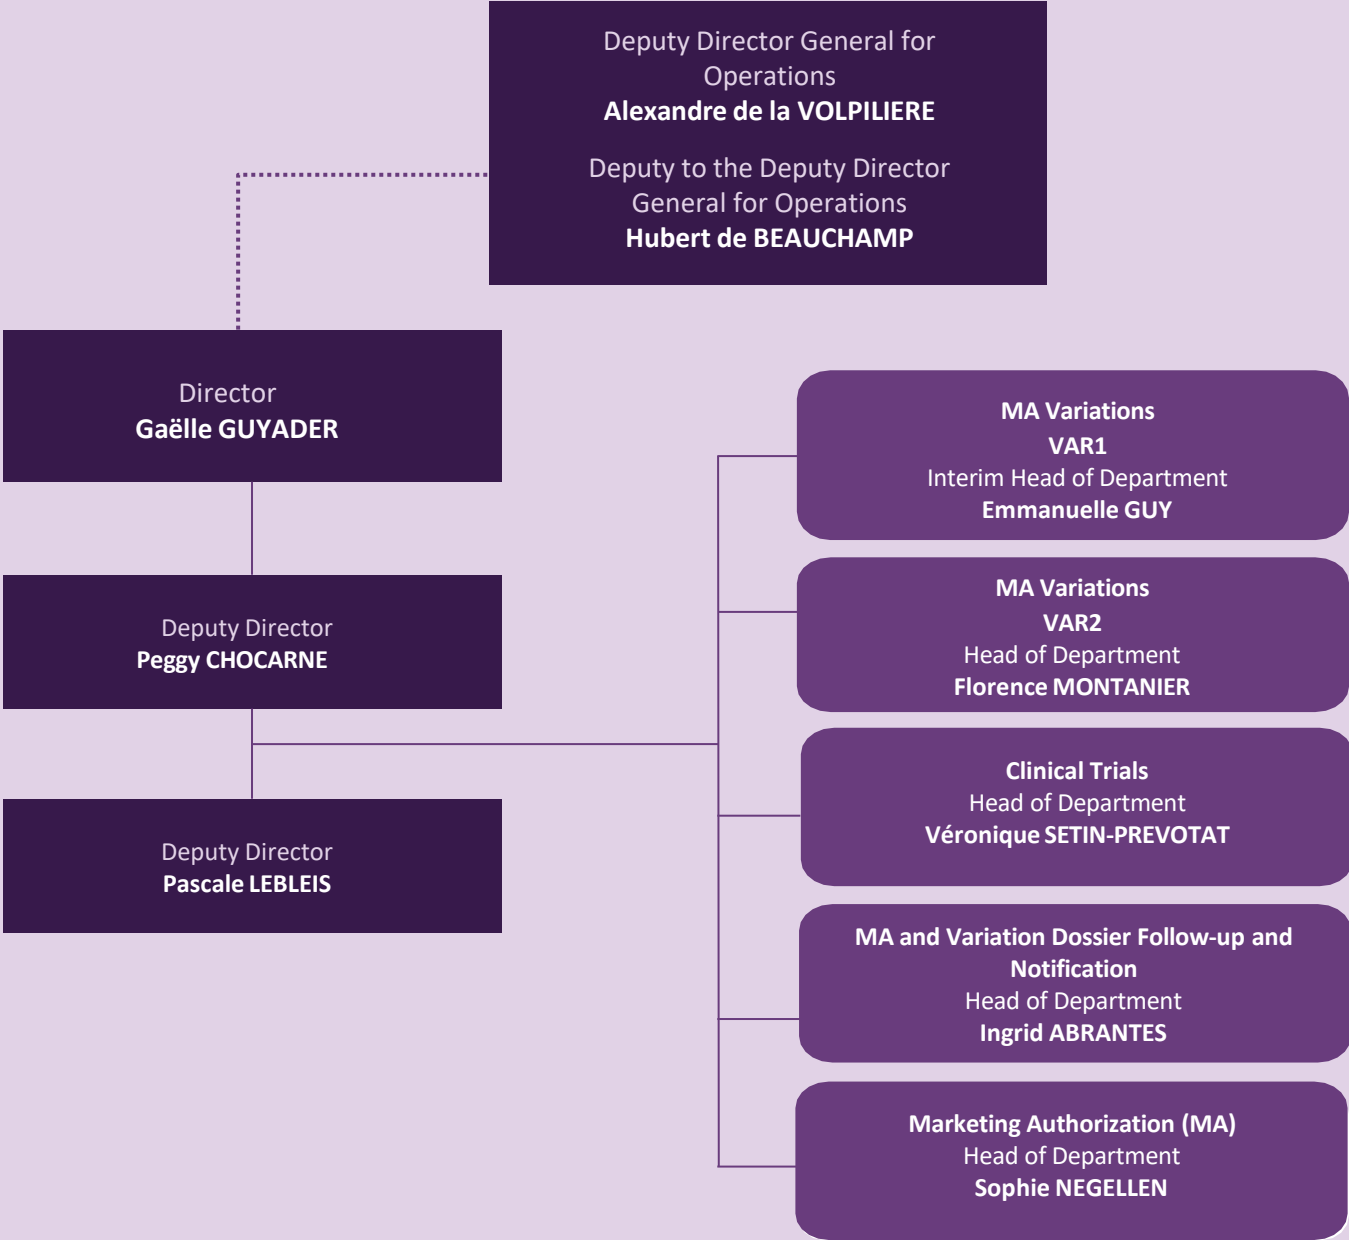 Deputy Director General for
Operations
Alexandre de la VOLPILIERE
Deputy to the Deputy Director
General for Operations
Hubert de BEAUCHAMP
Director
Gaëlle GUYADER
Deputy Director
Peggy CHOCARNE
Deputy Director
Pascale LEBLEIS
MA Variations
VAR1
Interim Head of Department
Emmanuelle GUY
MA Variations
VAR2
Head of Department
Florence MONTANIER
Clinical Trials
Head of Department
Véronique SETIN-PREVOTAT
MA and Variation Dossier Follow-up and
Notification
Head of Department
Ingrid ABRANTES
Marketing Authorization (MA)
Head of Department
Sophie NEGELLEN